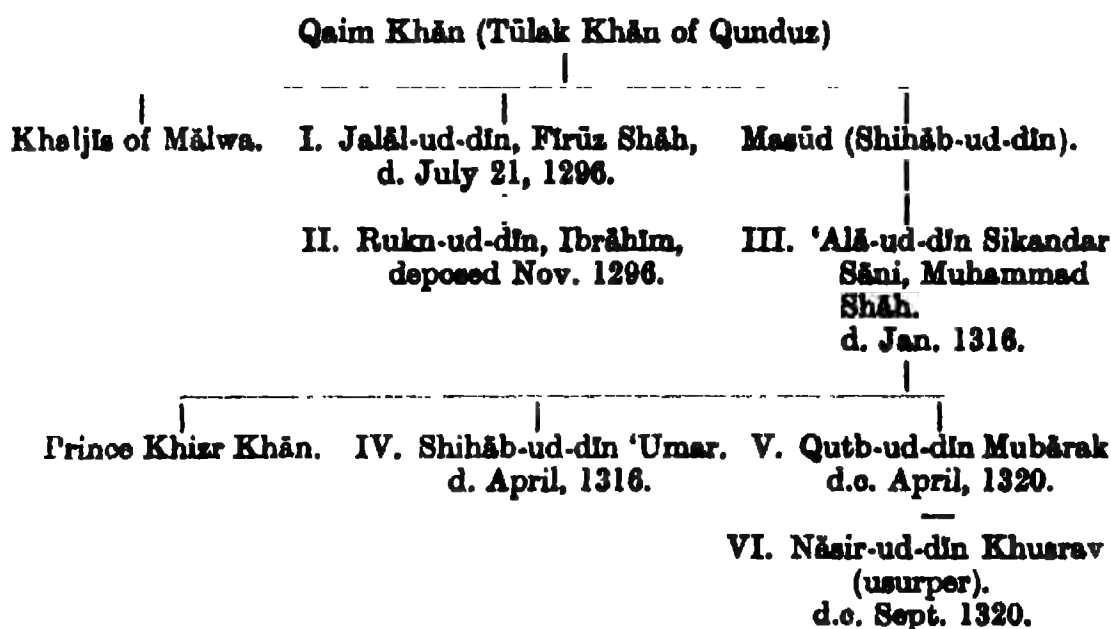 Qaim Khān (Tūlak Khān of Qunduz)
Khaljīs of Mālwa. I. Jalāl-ud-dīn, Fīrūz Shāh, Masūd (Shihāb-ud-dīn).
d. July 21, 1296.
II. Rukn-ud-dīn, Ibrāhīm, III. ‘Alā-ud-dīn Sikandar
deposed Nov. 1296. Sāni, Muhammad
Shāh.
d. Jan. 1316.
Prince Khizr Khān. IV. Shihāb-ud-dīn ‘Umar. V. Qutb-ud-dīn Mubārak
d. April, 1316. d.c. April, 1320.
VI. Nāsir-ud-dīn Khusrav
(usurper).
d.c. Sept. 1320.